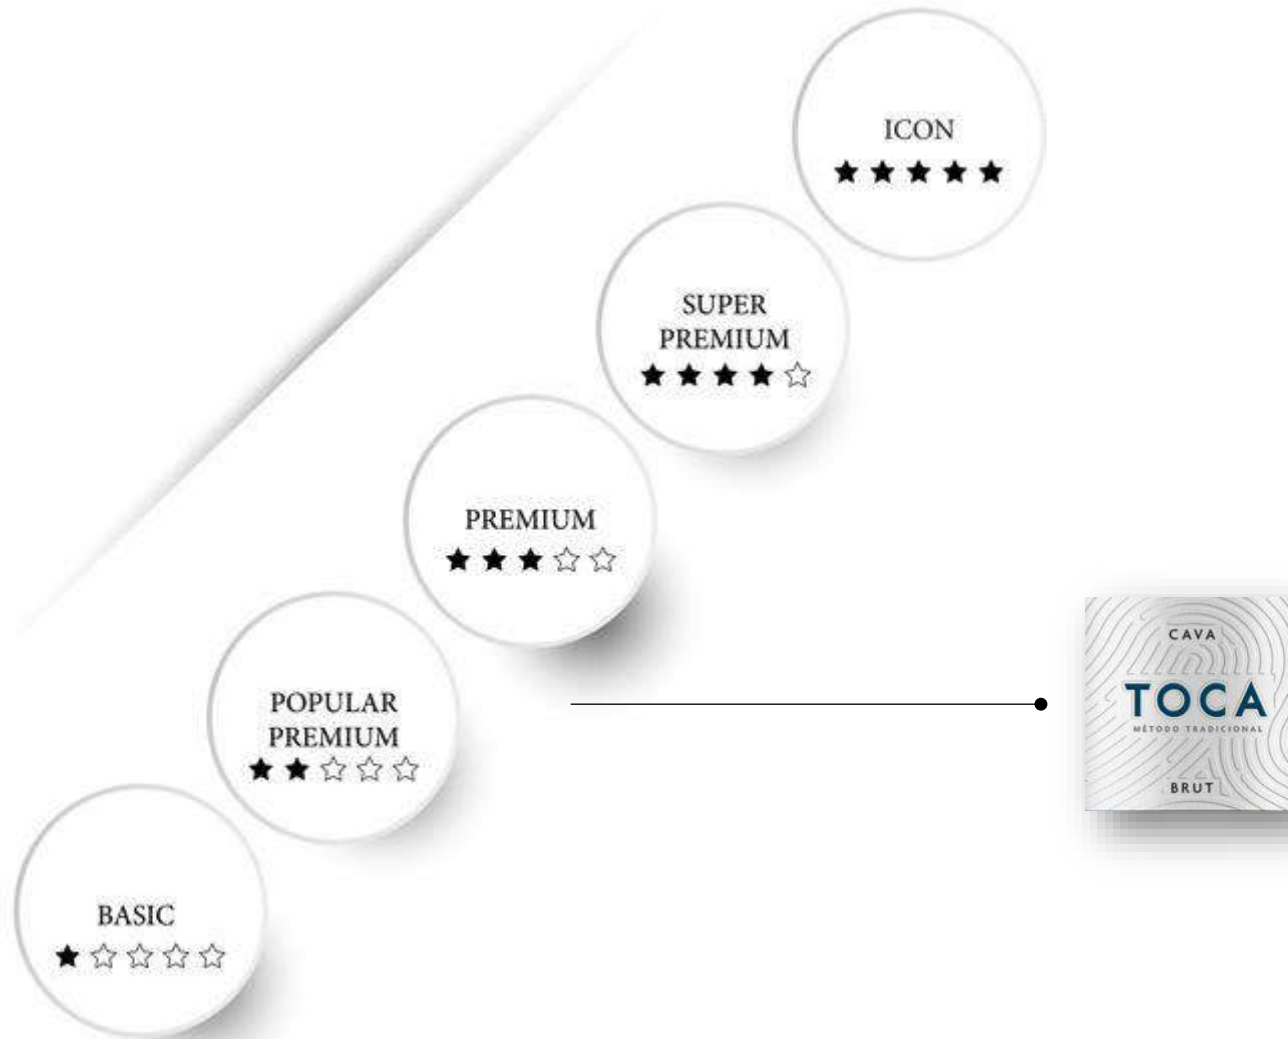 ICON
★★★★★
SUPER
PREMIUM
★★★★☆
PREMIUM
★★★☆☆
POPULAR
PREMIUM
★★☆☆☆
BASIC
★☆☆☆☆
CAVA
TOCA
MÉTODO TRADICIONAL
BRUT